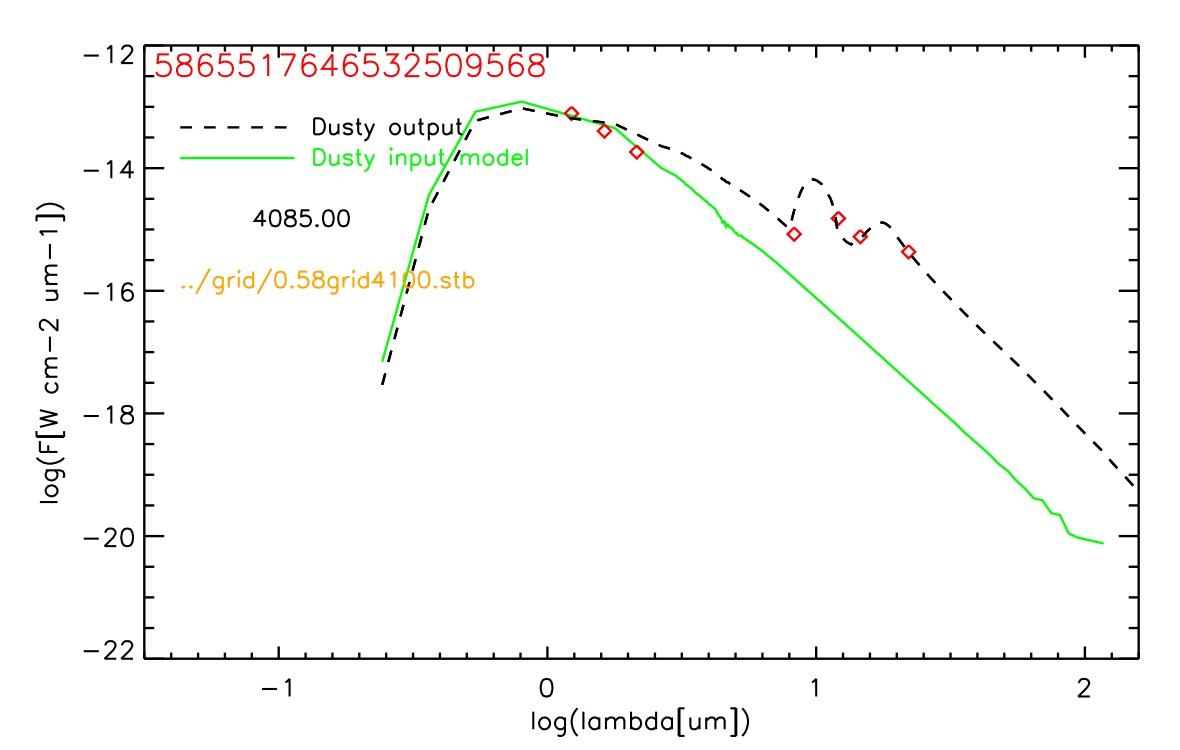 5865517646532509568
Dusty output
Dusty input model
4085.00
../grid/0.58grid4100.stb
−12
−14
−16
−18
−20
−22
log(F[W cm−2 um−1])
−1
0
1
2
log(lambda[um])